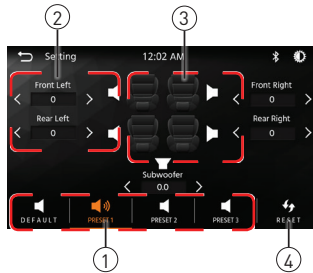 2
3
Setting
12:02 AM
Front Left
< 0 >
Front Right
< 0 >
Rear Left
< 0 >
Rear Right
< 0 >
Subwoofer
< 0.0 >
DEFAULT
PRESET 1
PRESET 2
PRESET 3
RESET
1
4